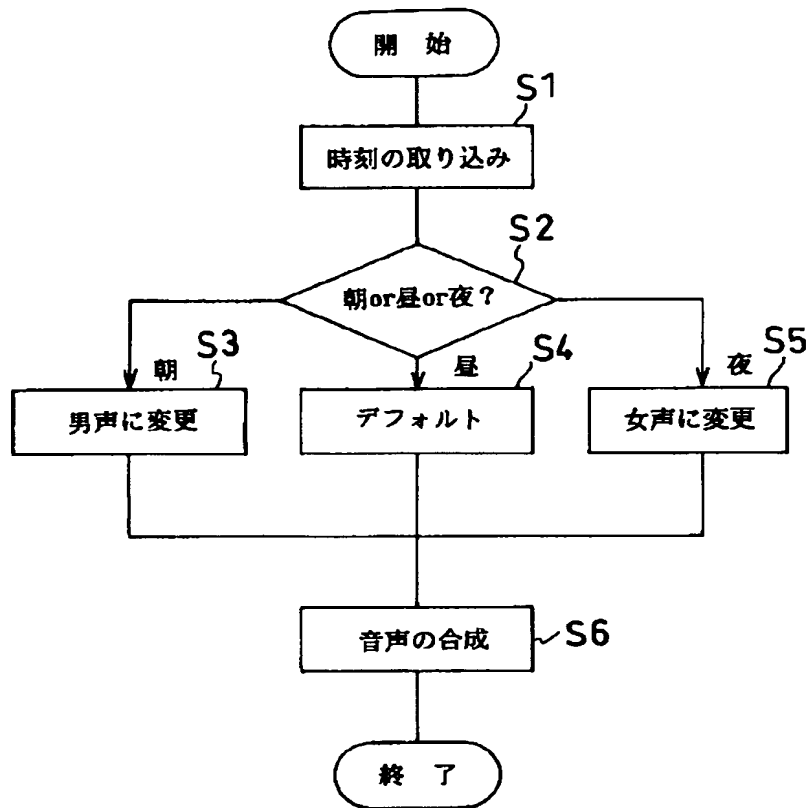 開 始
S1
時刻の取り込み
S2
朝or昼or夜?
S3
朝
S4
昼
S5
夜
男声に変更
デフォルト
女声に変更
音声の合成
S6
終 了